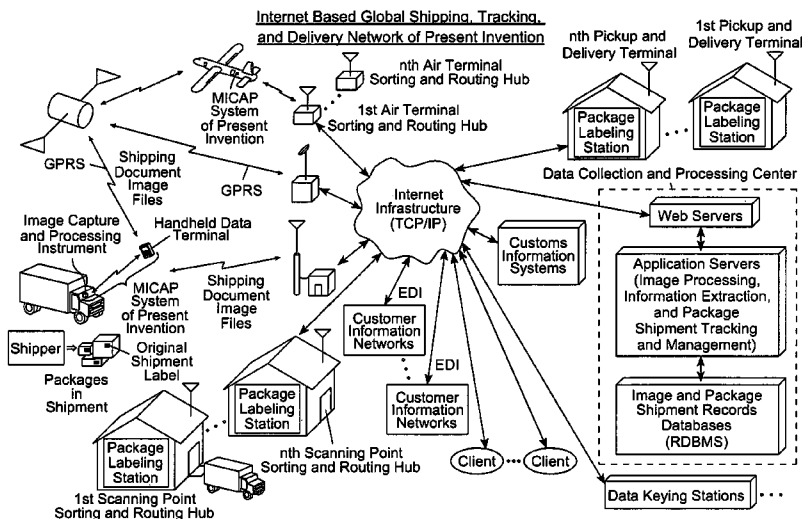 Internet Based Global Shipping, Tracking,
and Delivery Network of Present Invention
nth Pickup and
Delivery Terminal
1st Pickup
and Delivery Terminal
nth Air Terminal
Sorting and Routing Hub
MICAP
System
of Present
Invention
1st Air Terminal
Sorting and Routing Hub
Package
Labeling
Station
Package
Labeling
Station
GPRS
Shipping
Document
Image
Files
GPRS
Internet
Infrastructure
(TCP/IP)
Data Collection and Processing Center
Web Servers
Image Capture
and Processing
Instrument
Handheld Data
Terminal
Customs
Information
Systems
Application Servers
(Image Processing,
Information Extraction,
and Package
Shipment Tracking
and Management)
MICAP
System
of Present
Invention
Shipping
Document
Image
Files
EDI
Customer
Information
Networks
Shipper
Original
Shipment
Label
Packages
in
Shipment
EDI
Customer
Information
Networks
Image and Package
Shipment Records
Databases
(RDBMS)
Package
Labeling
Station
nth Scanning Point
Sorting and Routing Hub
Package
Labeling
Station
1st Scanning Point
Sorting and Routing Hub
Client
Client
Data Keying Stations